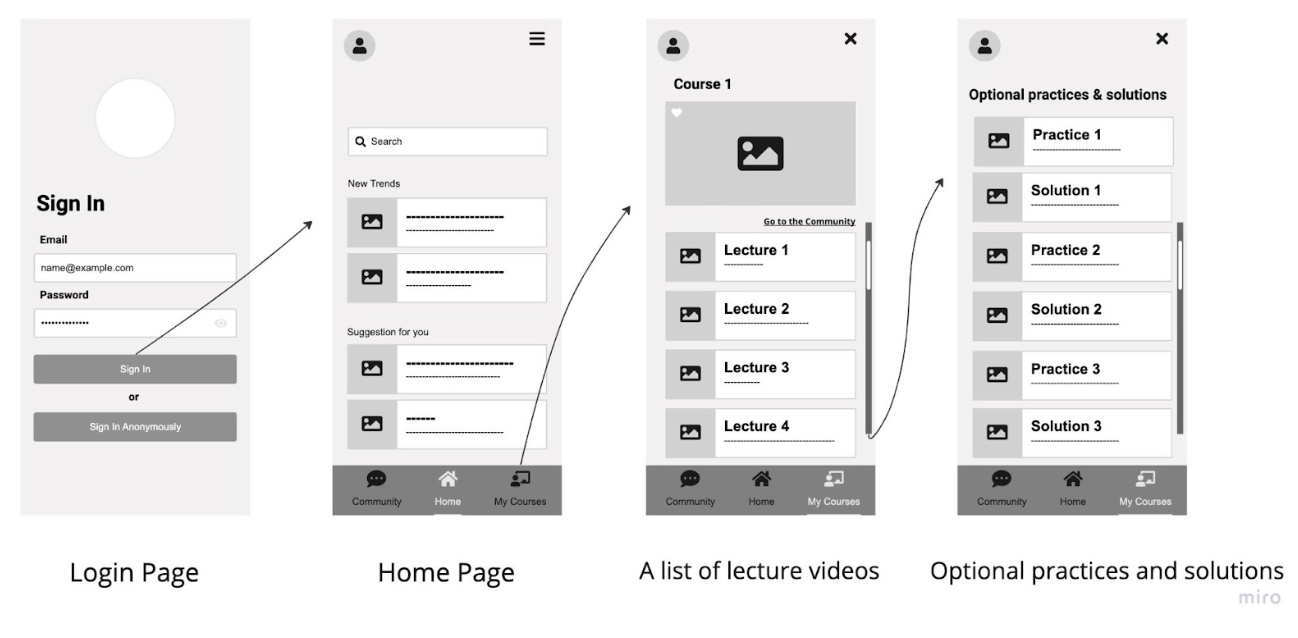 Sign In
Email
name@example.com
Password
Sign In
or
Sign In Anonymously
Login Page
Search
New Trends
Suggestion for you
Community
Home
My Courses
Home Page
Course 1
Go to the Community
Lecture 1
Lecture 2
Lecture 3
Lecture 4
Community
Home
My Courses
A list of lecture videos
Optional practices & solutions
Practice 1
Solution 1
Practice 2
Solution 2
Practice 3
Solution 3
Community
Home
My Courses
Optional practices and solutions
miro